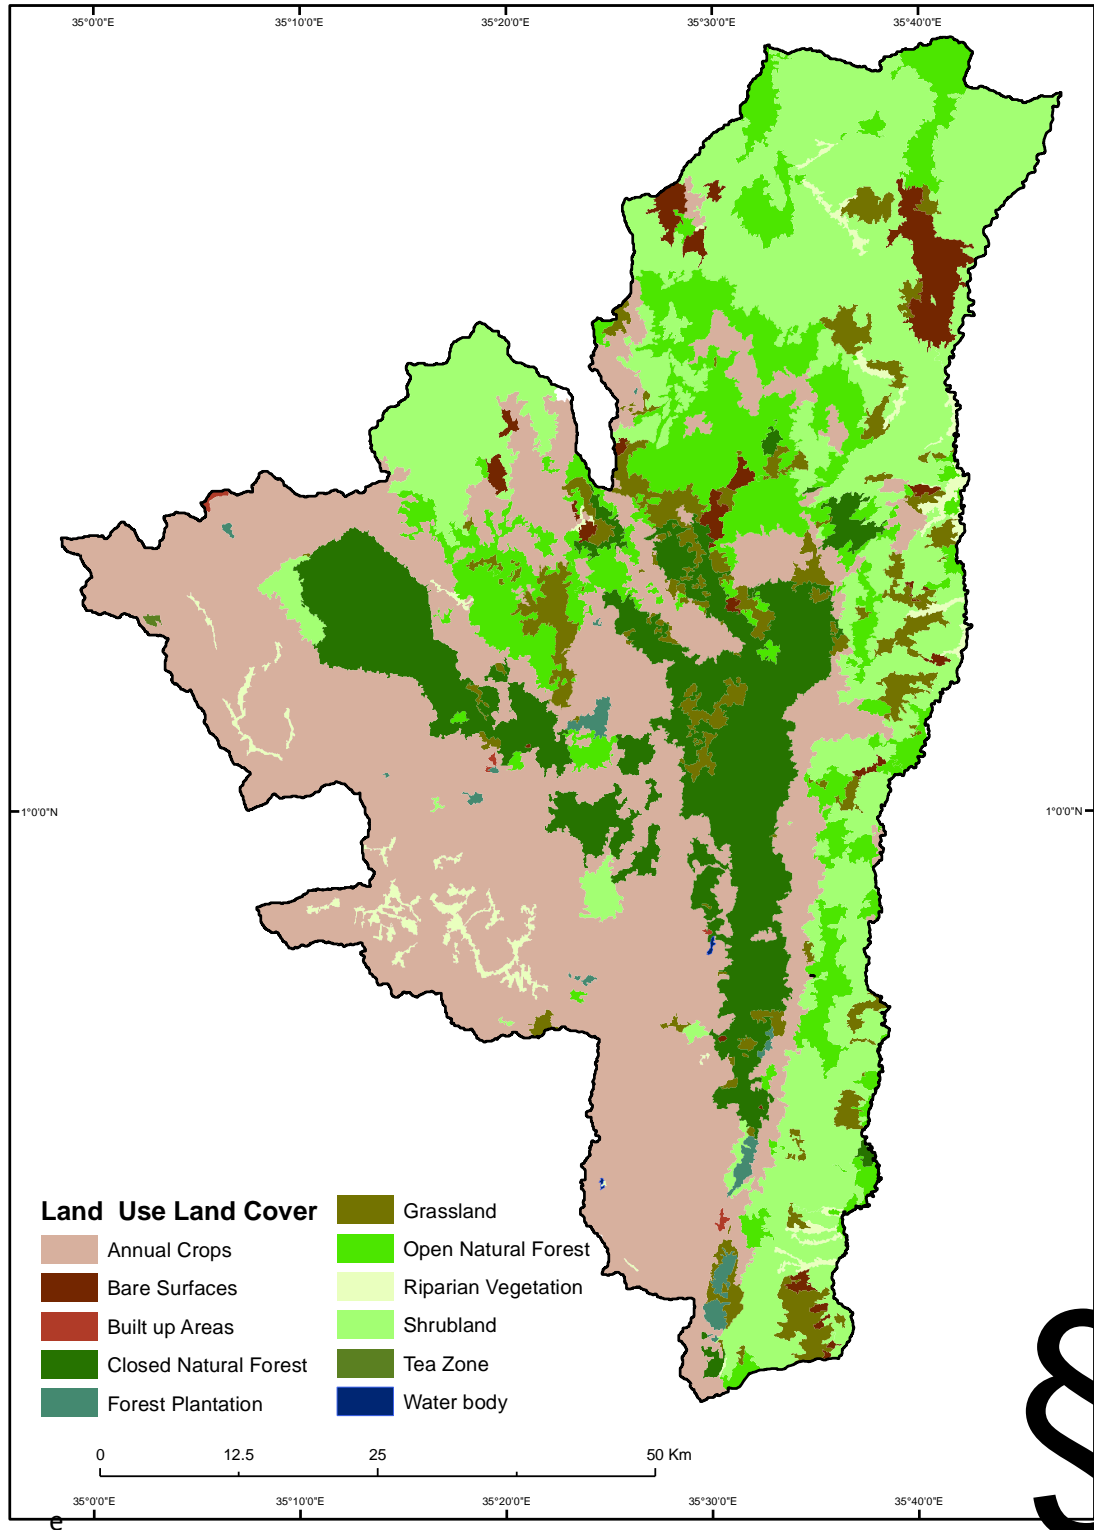 35°0'0"E 35°10'0"E 35°20'0"E 35°30'0"E 35°40'0"E
1°0'0"N 1°0'0"N
Land Use Land Cover
Annual Crops
Bare Surfaces
Built up Areas
Closed Natural Forest
Forest Plantation
Grassland
Open Natural Forest
Riparian Vegetation
Shrubland
Tea Zone
Water body
0 12.5 25 50 Km
§
35°0'0"E 35°10'0"E 35°20'0"E 35°30'0"E 35°40'0"E
e